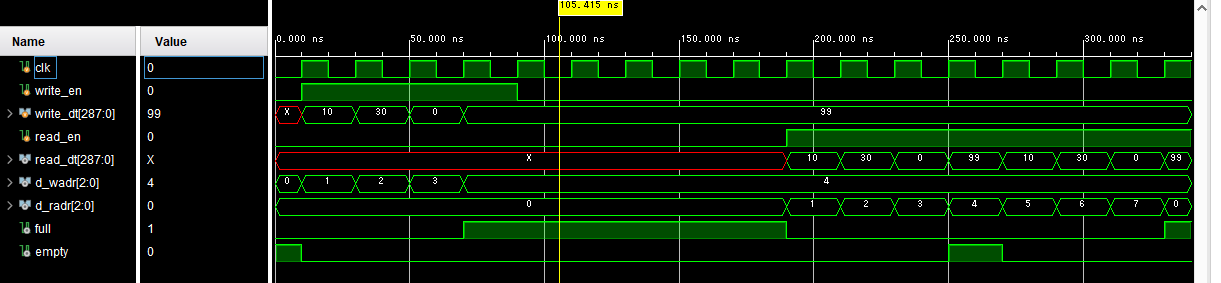 105.415 ns
Name Value
0.000 ns 50.000 ns 100.000 ns 150.000 ns 200.000 ns 250.000 ns 300.000 ns
clk 0
write_en 0
write_dt[287:0] 99 X 10 30 0 99
read_en 0
read_dt[287:0] X X 10 30 0 99 10 30 0 99
d_wadr[2:0] 4 0 1 2 3 4
d_radr[2:0] 0 0 1 2 3 4 5 6 7 0
full 1
empty 0